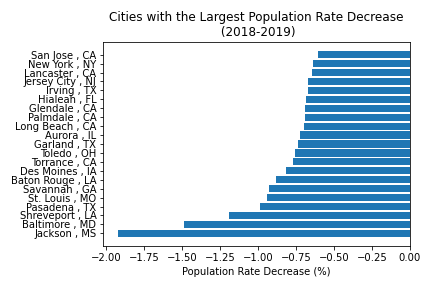 Cities with the Largest Population Rate Decrease
(2018-2019)
San Jose , CA
New York , NY
Lancaster , CA
Jersey City , NJ
Irving , TX
Hialeah , FL
Glendale , CA
Palmdale , CA
Long Beach , CA
Aurora , IL
Garland , TX
Toledo , OH
Torrance , CA
Des Moines , IA
Baton Rouge , LA
Savannah , GA
St. Louis , MO
Pasadena , TX
Shreveport , LA
Baltimore , MD
Jackson , MS
−2.00 −1.75 −1.50 −1.25 −1.00 −0.75 −0.50 −0.25 0.00
Population Rate Decrease (%)